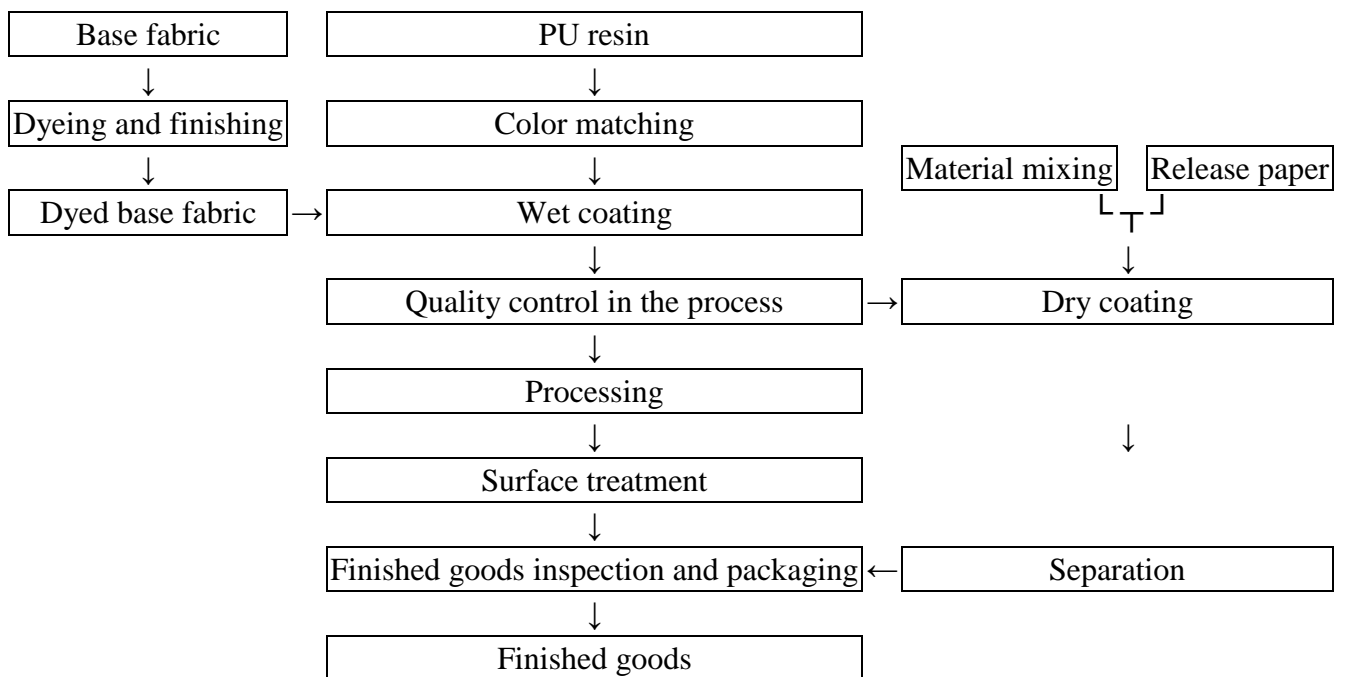 Base fabric
PU resin
↓
↓
Dyeing and finishing
Color matching
↓
↓
Material mixing
Release paper
Dyed base fabric
→
Wet coating
↓
↓
Quality control in the process
→
Dry coating
↓
Processing
↓
↓
Surface treatment
↓
Finished goods inspection and packaging
←
Separation
↓
Finished goods